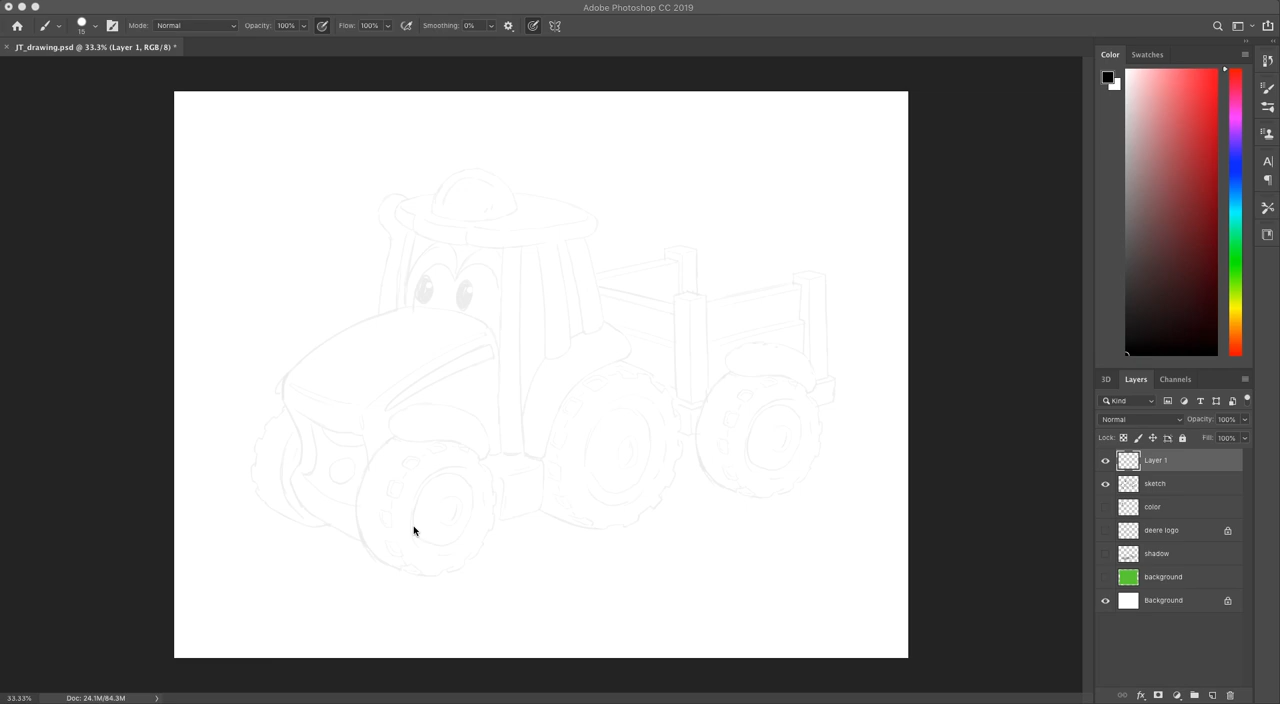 Adobe Photoshop CC 2019
15 Mode: Normal Opacity: 100% Flow: 100% Smoothing: 0%
JT_drawing.psd @ 33.3% (Layer 1, RGB/8) *
Color Swatches
3D Layers Channels
Kind
Normal Opacity: 100%
Lock: Fill: 100%
Layer 1
sketch
color
deere logo
shadow
background
Background
33.33% Doc: 24.1M/84.3M